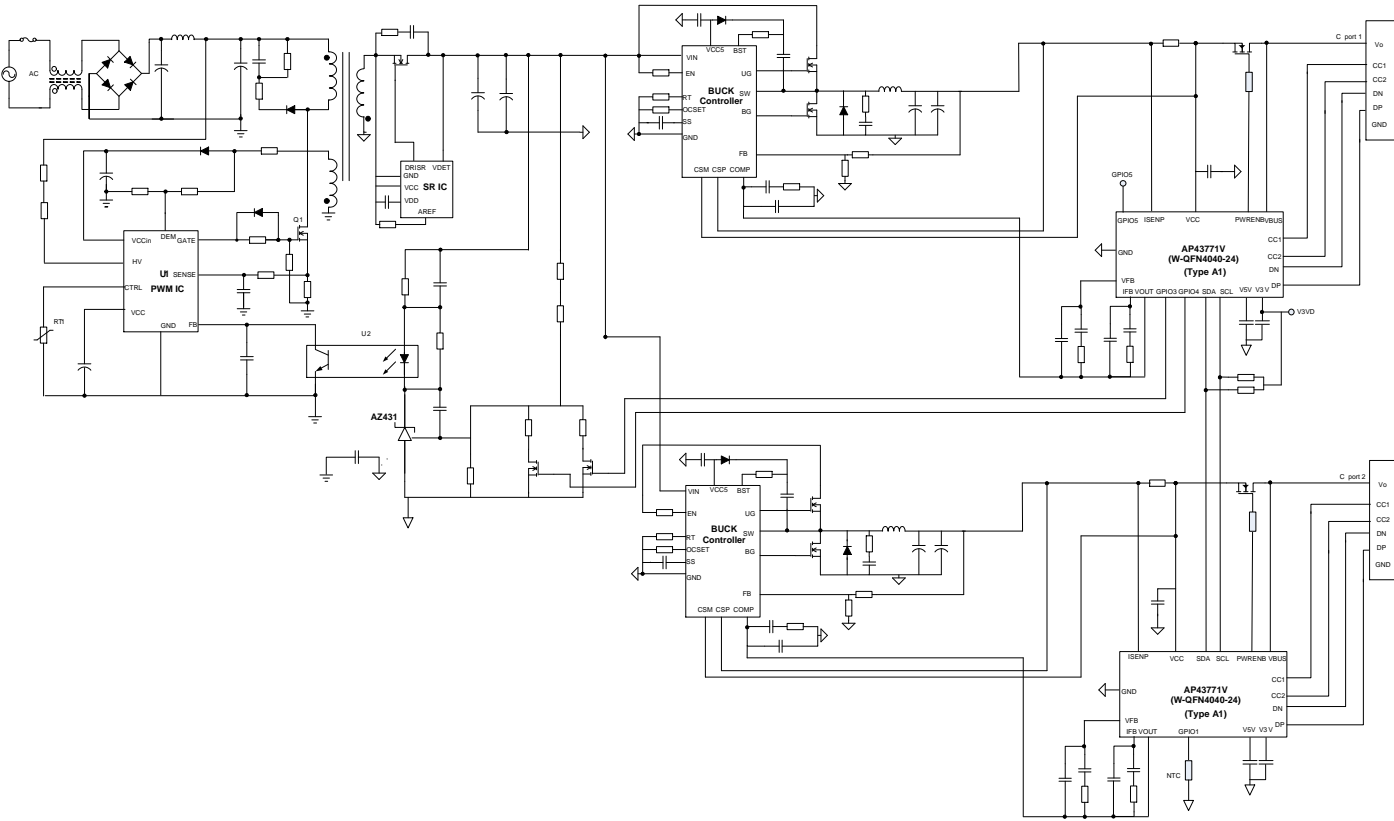 AC
DRISR VDET
GND
VCC
SR IC
VDD
AREF
Q1
DEM
VCCin
GATE
HV
U1
SENSE
CTRL
PWM IC
VCC
GND
FB
RT1
U2
AZ431
VCC5
BST
VIN
EN
UG
BUCK
Controller
RT
SW
OCSET
BG
SS
GND
FB
CSM CSP COMP
C port 1
Vo
CC1
CC2
DN
DP
GND
GPIO5
GPIO5
ISENP
VCC
PWRENB
VBUS
AP43771V
(W-QFN4040-24)
(Type A1)
GND
CC1
CC2
DN
DP
VFB
IFB VOUT GPIO3 GPIO4 SDA SCL
V5V V3 V
V3VD
VCC5
BST
VIN
EN
UG
BUCK
Controller
RT
SW
OCSET
BG
SS
GND
FB
CSM CSP COMP
C port 2
Vo
CC1
CC2
DN
DP
GND
ISENP
VCC
SDA SCL
PWRENB VBUS
AP43771V
(W-QFN4040-24)
(Type A1)
GND
CC1
CC2
DN
DP
VFB
IFB VOUT
GPIO1
V5V V3 V
NTC